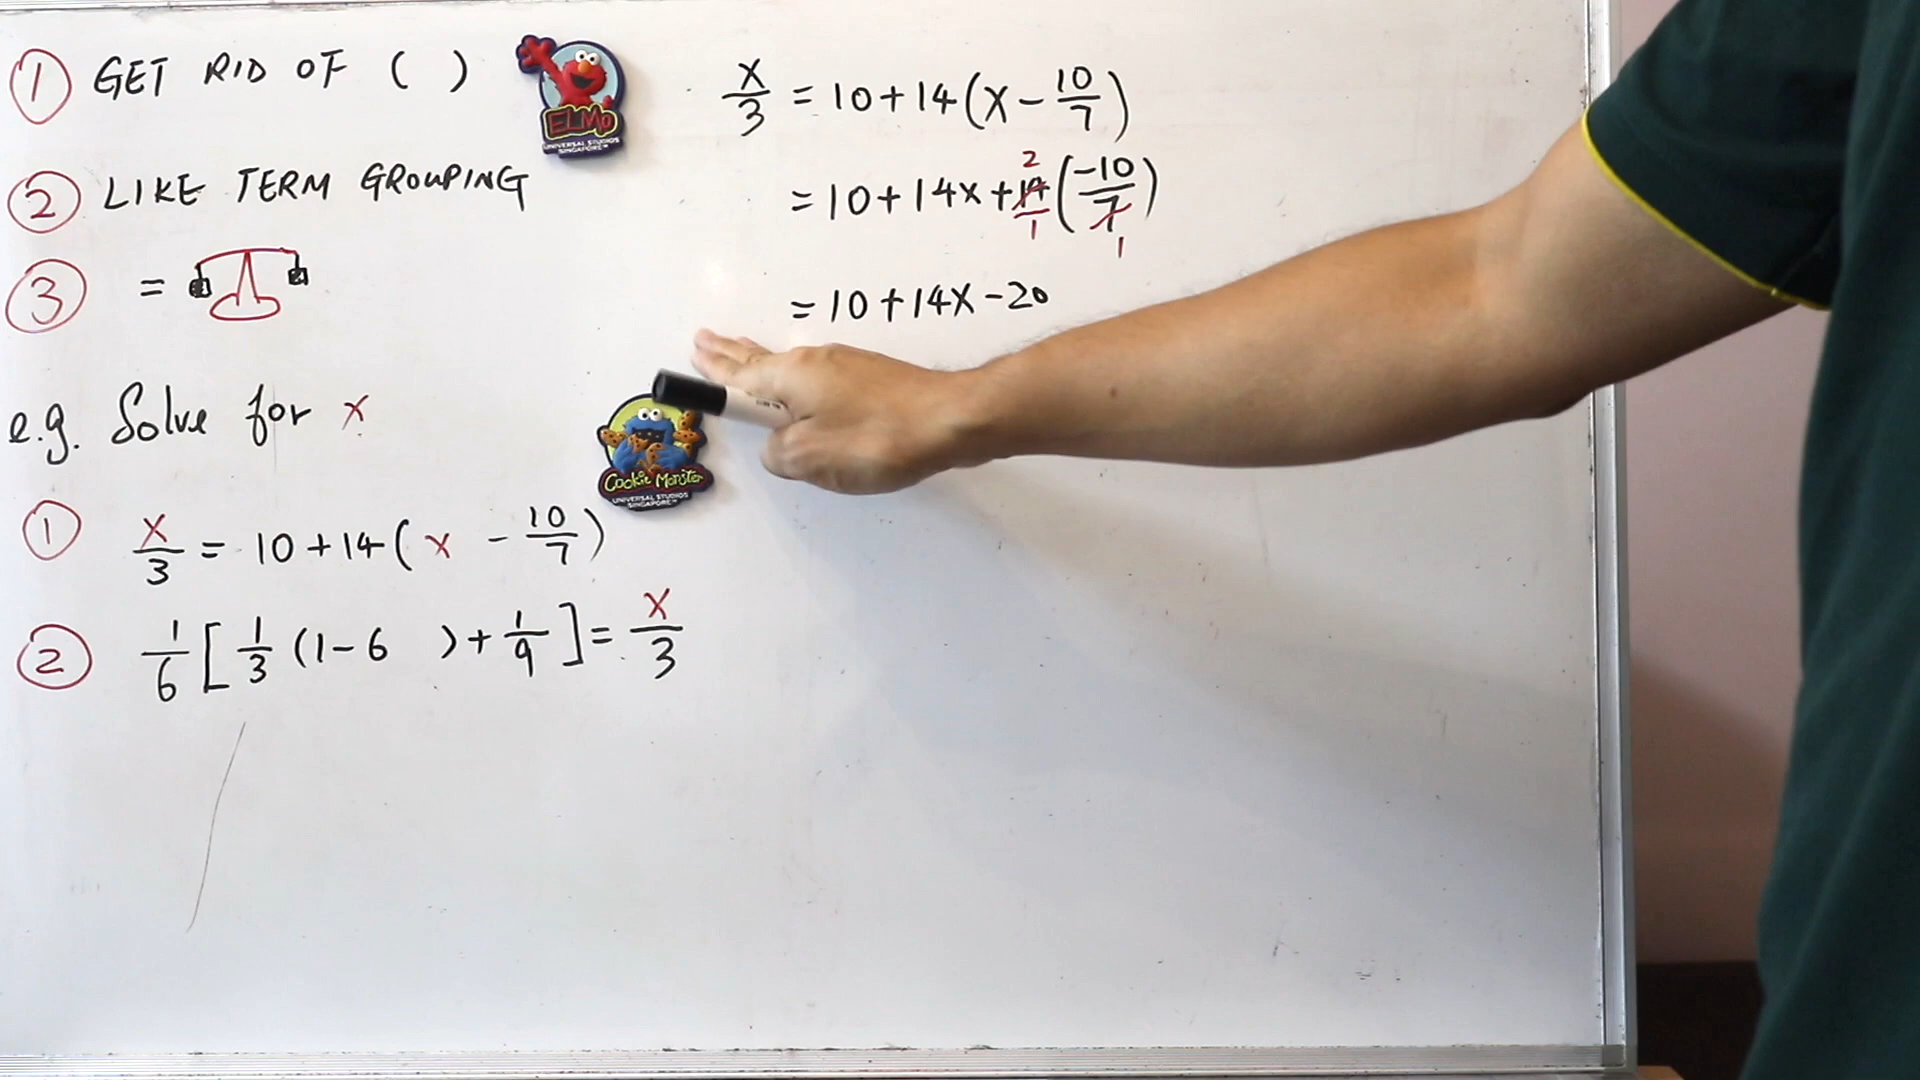 ① GET RID OF ( )
② LIKE TERM GROUPING
③ =
e.g. Solve for x
① x/3 = 10 + 14 ( x - 10/7 )
② 1/6 [ 1/3 (1 - 6 ) + 1/9 ] = x/3
ELMO
UNIVERSAL STUDIOS
SINGAPORE™
x/3 = 10 + 14 ( x - 10/7 )
2
= 10 + 14x + 14/1 ( -10/7 )
1
= 10 + 14x - 20
Cookie Monster
UNIVERSAL STUDIOS
SINGAPORE™